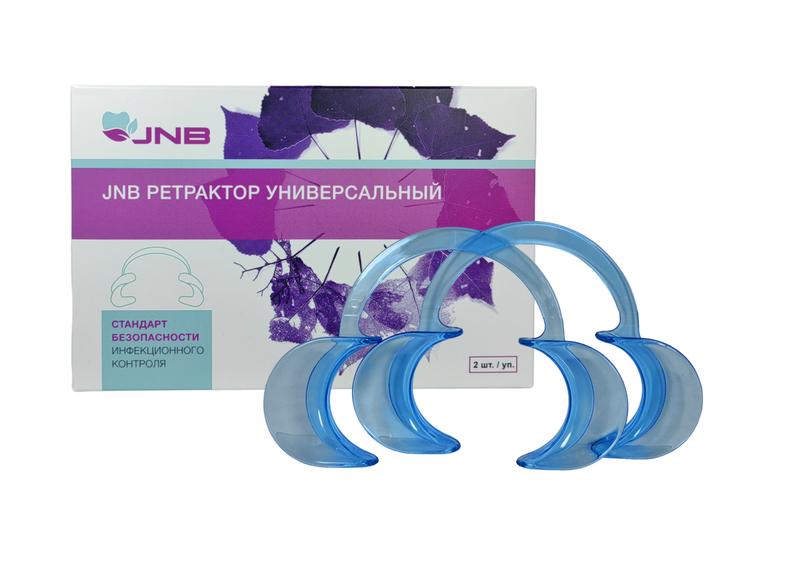 JNB
JNB РЕТРАКТОР УНИВЕРСАЛЬНЫЙ
СТАНДАРТ
БЕЗОПАСНОСТИ
ИНФЕКЦИОННОГО
КОНТРОЛЯ
2 шт. / уп.